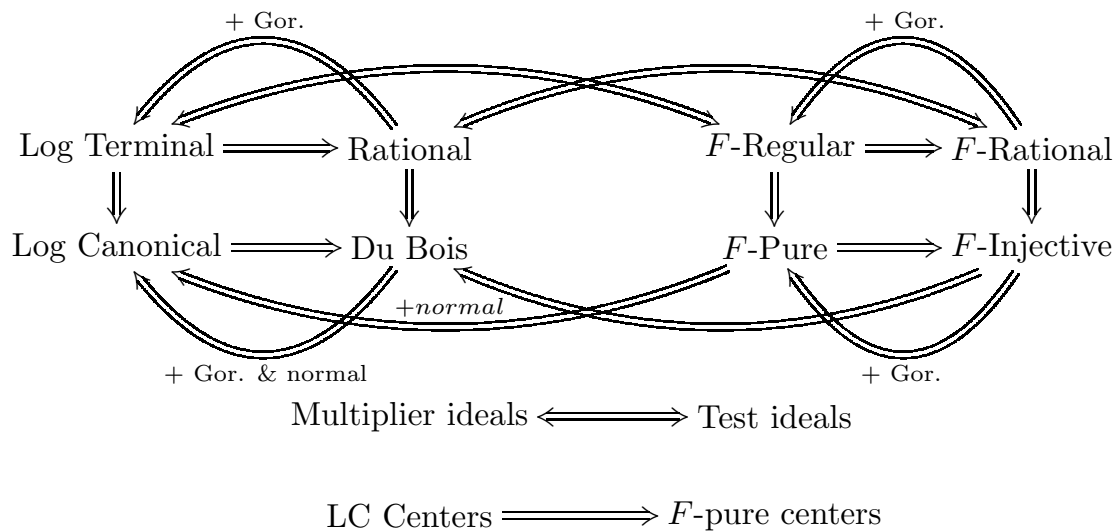 + Gor. + Gor.
Log Terminal Rational F-Regular F-Rational
Log Canonical Du Bois F-Pure F-Injective
+normal
+ Gor. & normal + Gor.
Multiplier ideals Test ideals
LC Centers F-pure centers